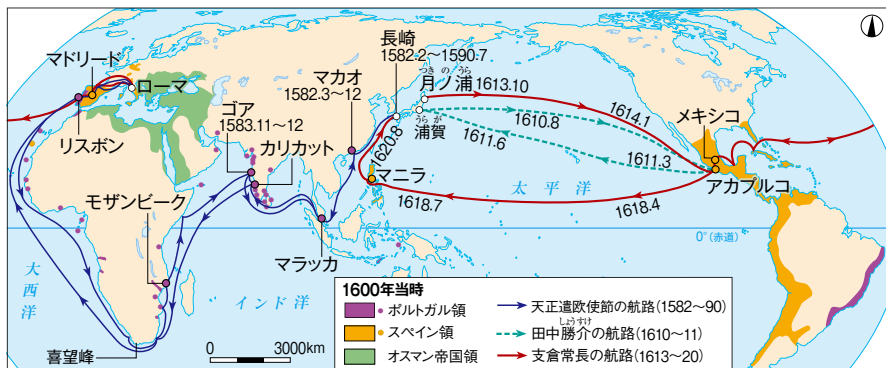 マドリード
ローマ
リスボン
ゴア
1583.11～12
カリカット
モザンビーク
喜望峰
大西洋
インド洋
マカオ
1582.3～12
長崎
1582.2～1590.7
つき の うら
月ノ浦
1613.10
うら が
浦賀
1620.8
マニラ
マラッカ
1610.8
1611.6
1611.3
1614.1
1618.7
1618.4
太平洋
メキシコ
アカプルコ
0°(赤道)
0 3000km
1600年当時
ポルトガル領
スペイン領
オスマン帝国領
天正遣欧使節の航路(1582～90)
しょうすけ
田中勝介の航路(1610～11)
支倉常長の航路(1613～20)